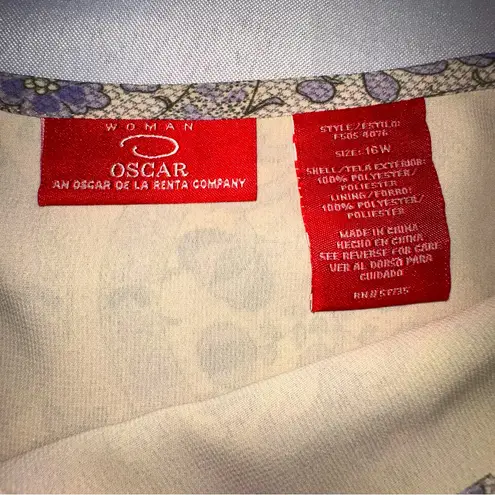 WOMAN
OSCAR
AN OSCAR DE LA RENTA COMPANY
STYLE/ESTILO:
F505-4076
SIZE: 16W
SHELL/TELA EXTERIOR:
100% POLYESTER/
POLIESTER
LINING/FORRO:
100% POLYESTER/
POLIESTER
MADE IN CHINA
HECHO EN CHINA
SEE REVERSE FOR CARE
VER AL DORSO PARA
CUIDADO